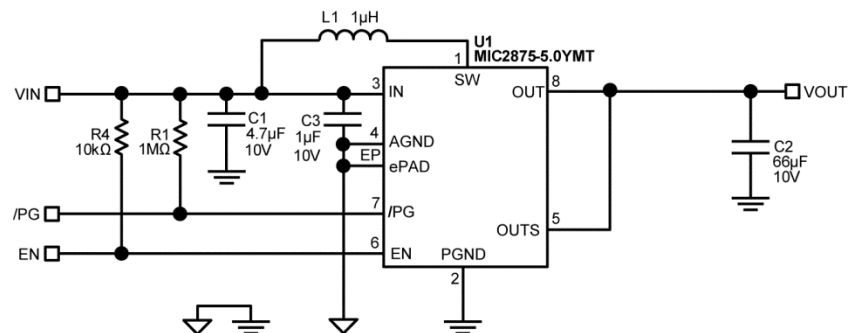 L1 1µH
U1
MIC2875-5.0YMT
1
SW
VIN
3
IN
OUT
8
VOUT
R4
10kΩ
R1
1MΩ
C1
4.7µF
10V
C3
1µF
10V
4
AGND
EP
ePAD
C2
66µF
10V
/PG
7
/PG
OUTS
5
EN
6
EN
PGND
2